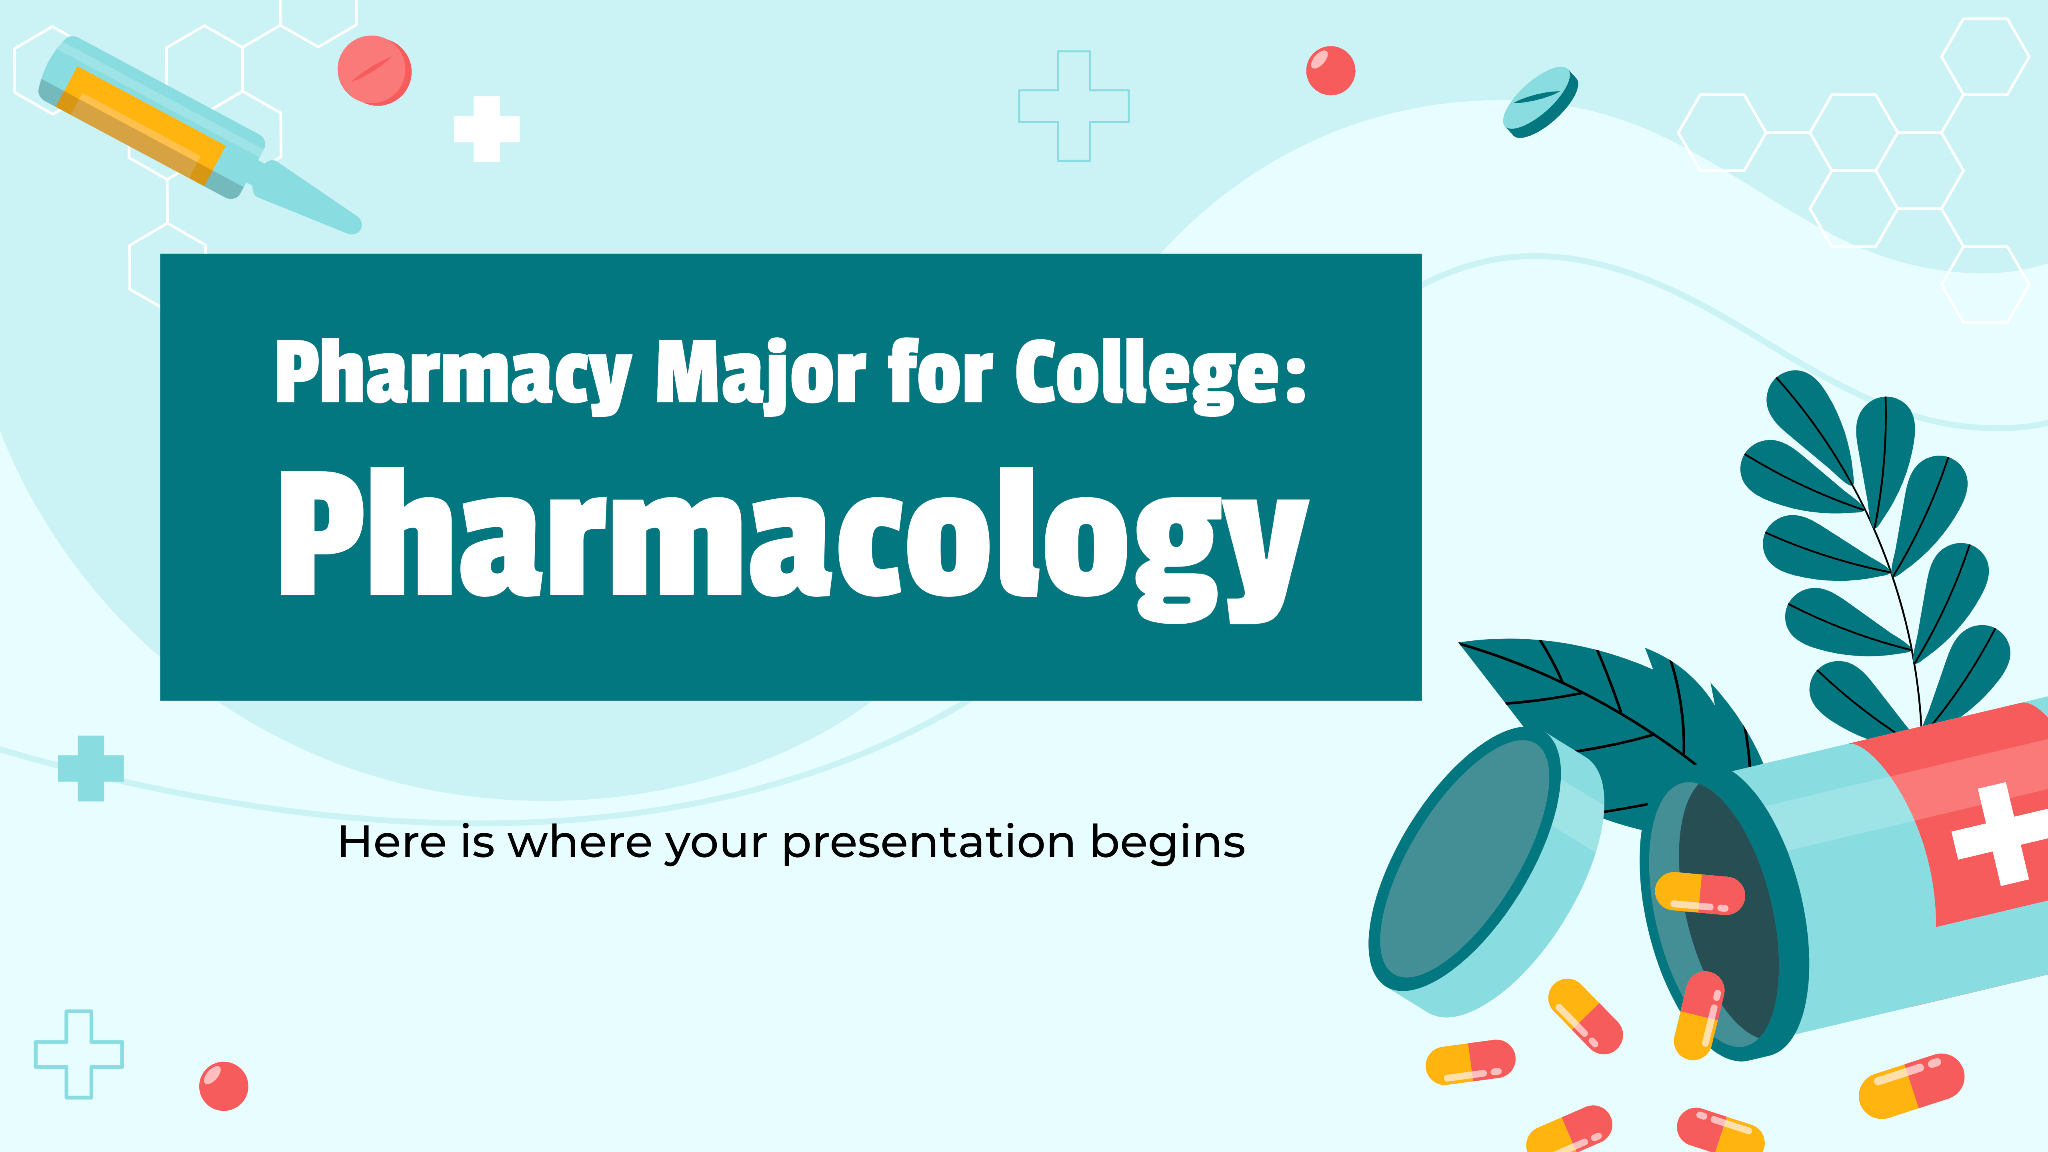 Pharmacy Major for College:
Pharmacology
Here is where your presentation begins